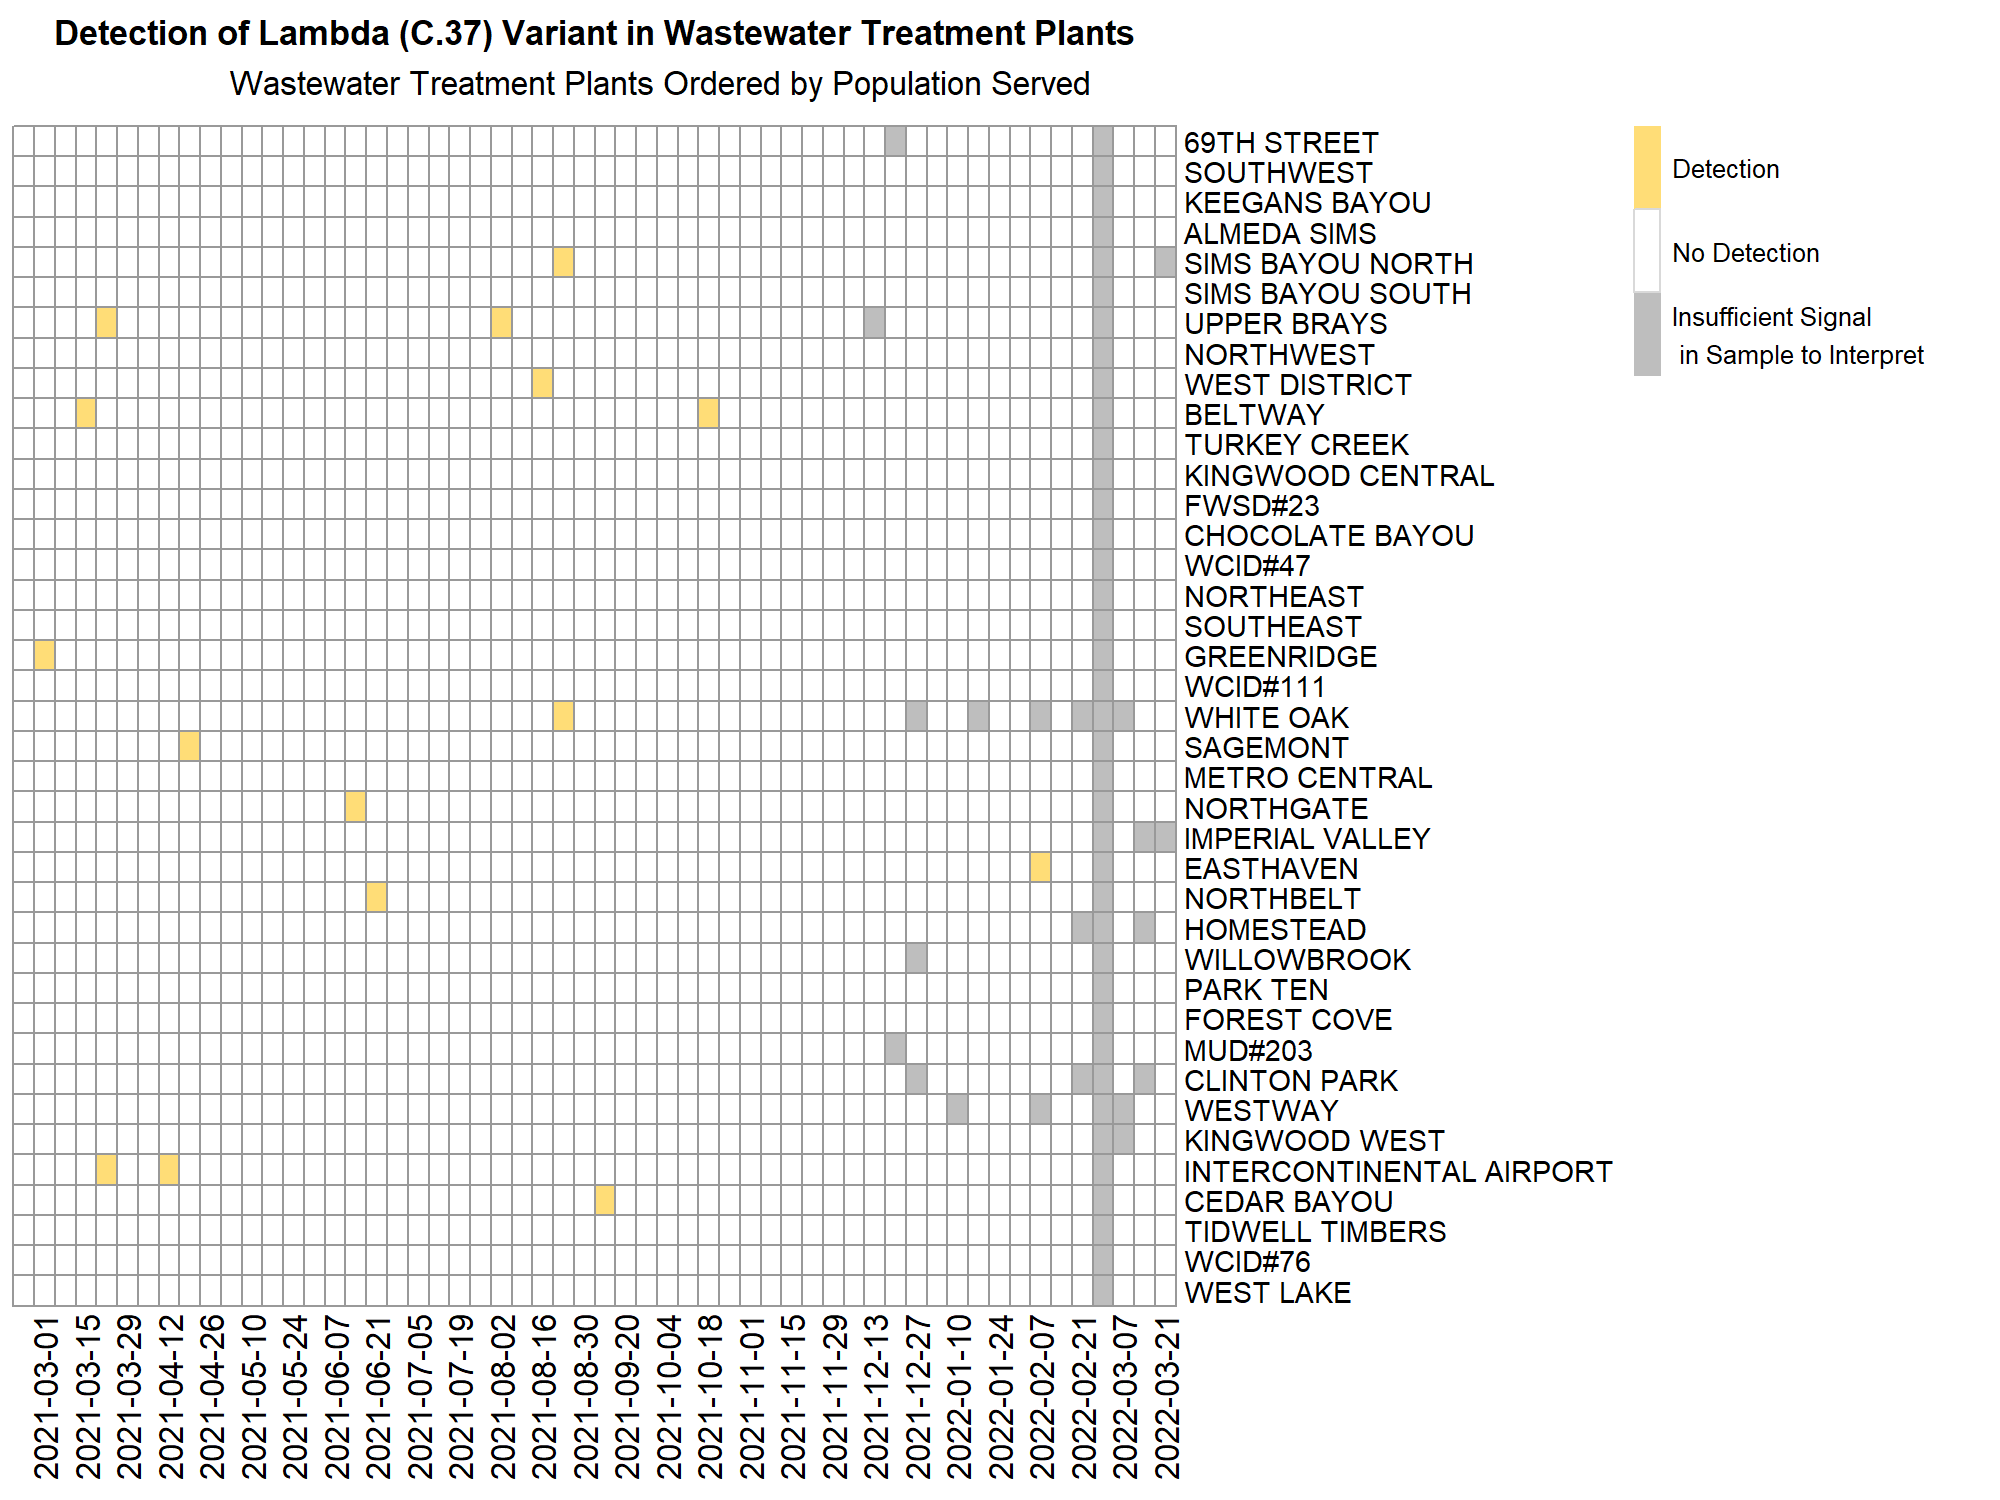 Detection of Lambda (C.37) Variant in Wastewater Treatment Plants
Wastewater Treatment Plants Ordered by Population Served
69TH STREET
SOUTHWEST
KEEGANS BAYOU
ALMEDA SIMS
SIMS BAYOU NORTH
SIMS BAYOU SOUTH
UPPER BRAYS
NORTHWEST
WEST DISTRICT
BELTWAY
TURKEY CREEK
KINGWOOD CENTRAL
FWSD#23
CHOCOLATE BAYOU
WCID#47
NORTHEAST
SOUTHEAST
GREENRIDGE
WCID#111
WHITE OAK
SAGEMONT
METRO CENTRAL
NORTHGATE
IMPERIAL VALLEY
EASTHAVEN
NORTHBELT
HOMESTEAD
WILLOWBROOK
PARK TEN
FOREST COVE
MUD#203
CLINTON PARK
WESTWAY
KINGWOOD WEST
INTERCONTINENTAL AIRPORT
CEDAR BAYOU
TIDWELL TIMBERS
WCID#76
WEST LAKE
Detection
No Detection
Insufficient Signal
in Sample to Interpret
2021-03-01
2021-03-15
2021-03-29
2021-04-12
2021-04-26
2021-05-10
2021-05-24
2021-06-07
2021-06-21
2021-07-05
2021-07-19
2021-08-02
2021-08-16
2021-08-30
2021-09-20
2021-10-04
2021-10-18
2021-11-01
2021-11-15
2021-11-29
2021-12-13
2021-12-27
2022-01-10
2022-01-24
2022-02-07
2022-02-21
2022-03-07
2022-03-21